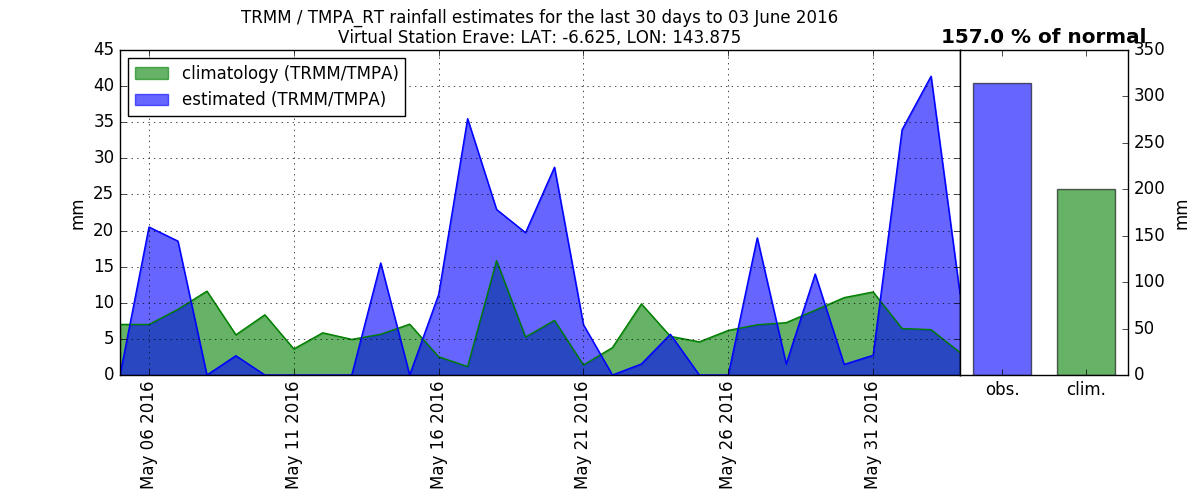 TRMM / TMPA_RT rainfall estimates for the last 30 days to 03 June 2016
Virtual Station Erave: LAT: -6.625, LON: 143.875
157.0 % of normal
climatology (TRMM/TMPA)
estimated (TRMM/TMPA)
45
40
35
30
25
20
15
10
5
0
mm
May 06 2016
May 11 2016
May 16 2016
May 21 2016
May 26 2016
May 31 2016
350
300
250
200
150
100
50
0
mm
obs.
clim.